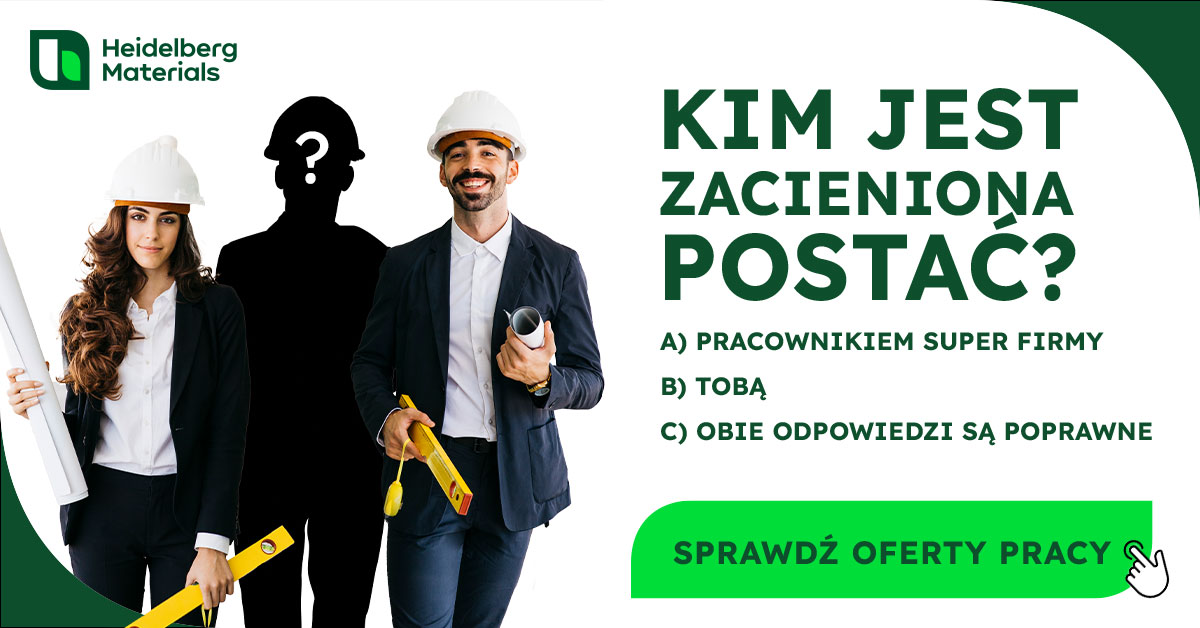 Heidelberg
Materials
?
KIM JEST
ZACIENIONA
POSTAĆ?
A) PRACOWNIKIEM SUPER FIRMY
B) TOBĄ
C) OBIE ODPOWIEDZI SĄ POPRAWNE
SPRAWDŹ OFERTY PRACY